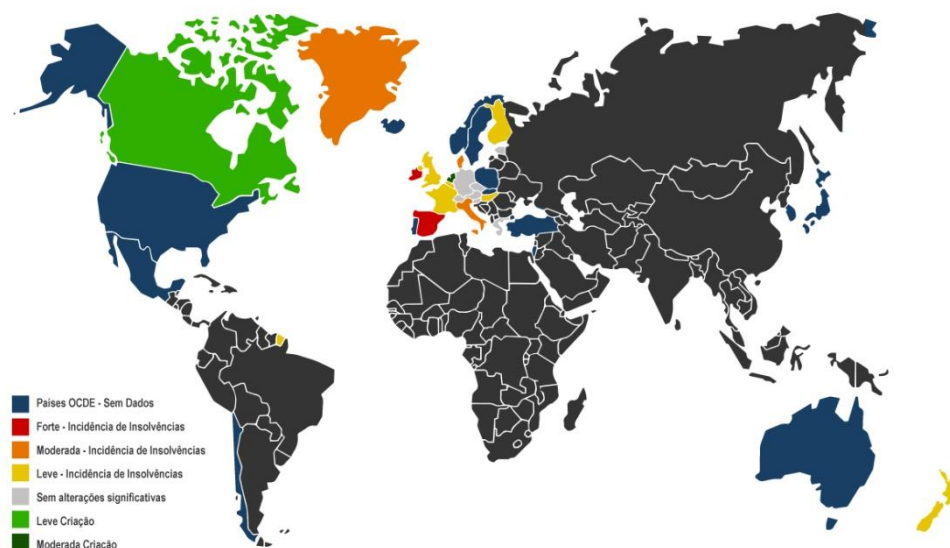 Países OCDE - Sem Dados
Forte - Incidência de Insolvências
Moderada - Incidência de Insolvências
Leve - Incidência de Insolvências
Sem alterações significativas
Leve Criação
Moderada Criação